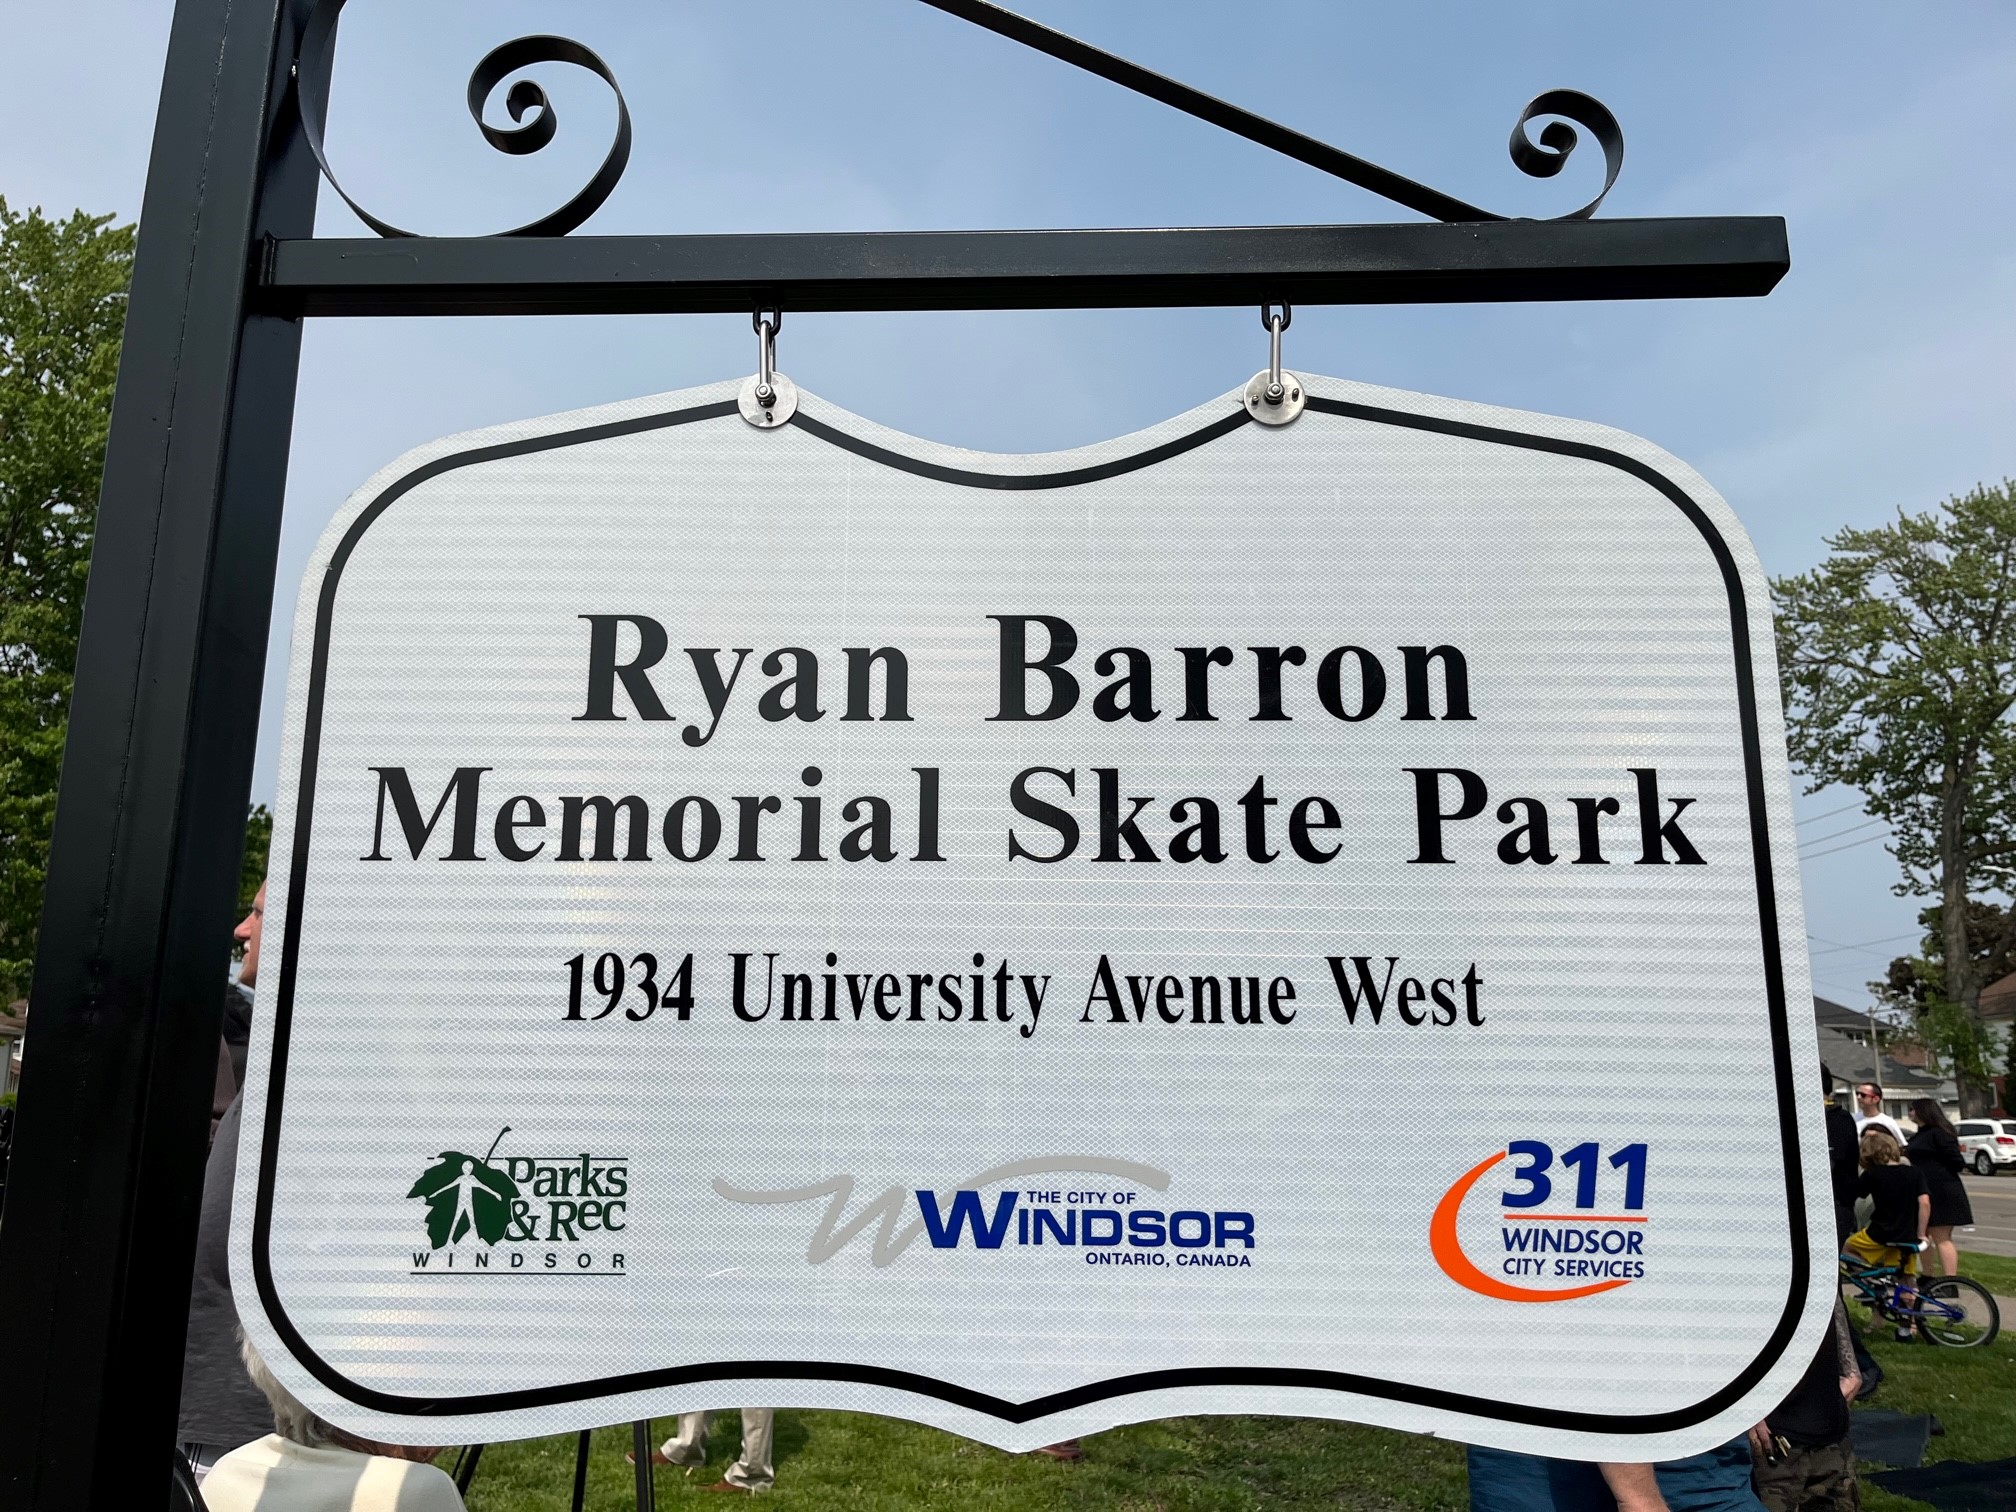 Ryan Barron
Memorial Skate Park
1934 University Avenue West
Parks
& Rec
WINDSOR
THE CITY OF
WINDSOR
ONTARIO, CANADA
311
WINDSOR
CITY SERVICES